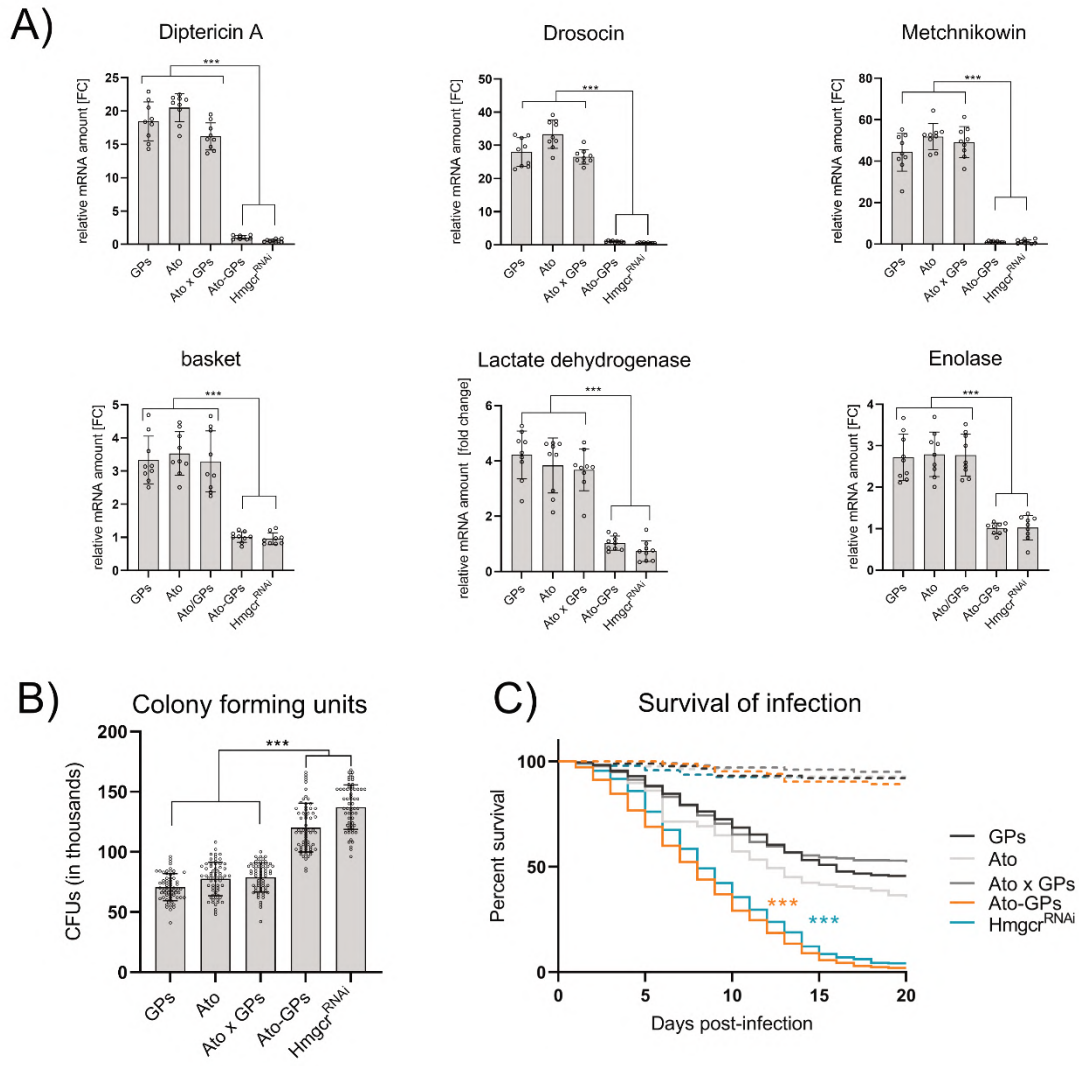 A)
Diptericin A
relative mRNA amount [FC]
25
20
15
10
5
0
***
GPs
Ato
Ato x GPs
Ato-GPs
Hmgcr^RNAi
Drosocin
relative mRNA amount [FC]
50
40
30
20
10
0
***
GPs
Ato
Ato x GPs
Ato-GPs
Hmgcr^RNAi
Metchnikowin
relative mRNA amount [FC]
80
60
40
20
0
***
GPs
Ato
Ato x GPs
Ato-GPs
Hmgcr^RNAi
basket
relative mRNA amount [FC]
5
4
3
2
1
0
***
GPs
Ato
Ato/GPs
Ato-GPs
Hmgcr^RNAi
Lactate dehydrogenase
relative mRNA amount [fold change]
6
4
2
0
***
GPs
Ato
Ato x GPs
Ato-GPs
Hmgcr^RNAi
Enolase
relative mRNA amount [FC]
4
3
2
1
0
***
GPs
Ato
Ato/GPs
Ato-GPs
Hmgcr^RNAi
B)
Colony forming units
CFUs (in thousands)
200
150
100
50
0
***
GPs
Ato
Ato x GPs
Ato-GPs
Hmgcr^RNAi
C)
Survival of infection
Percent survival
100
50
0
***
***
0
5
10
15
20
Days post-infection
GPs
Ato
Ato x GPs
Ato-GPs
Hmgcr^RNAi